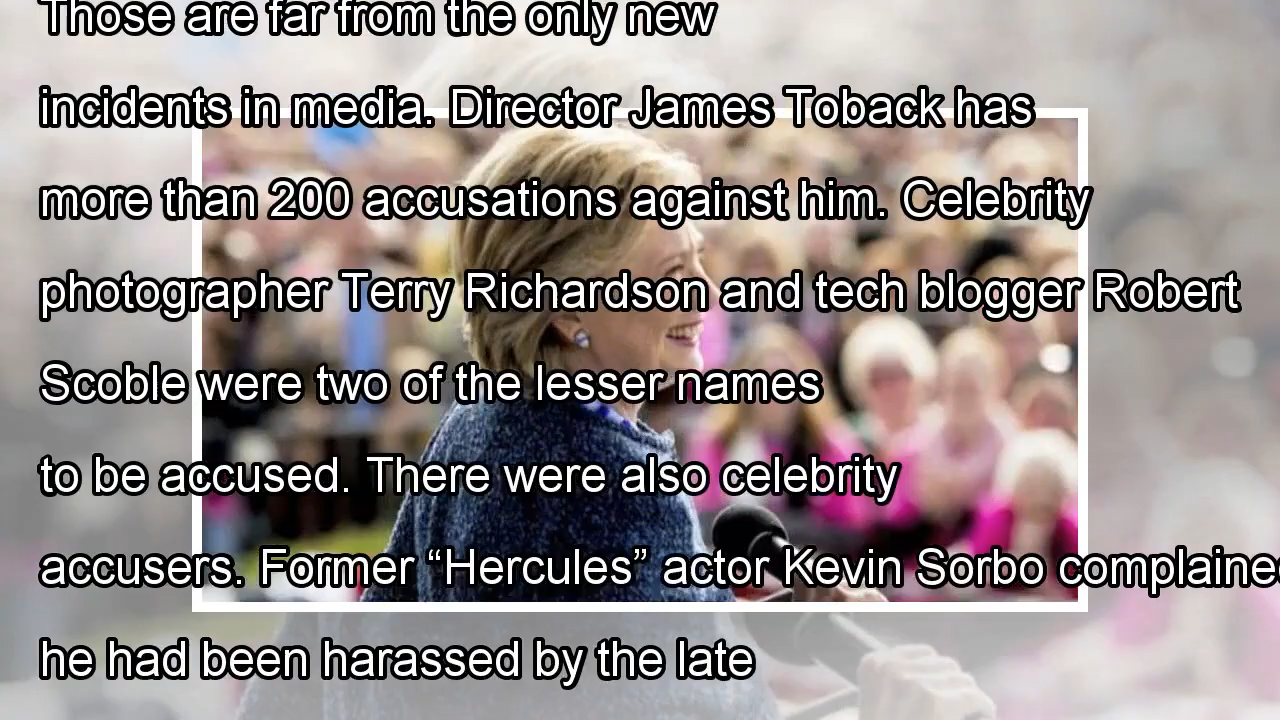 Those are far from the only new
incidents in media. Director James Toback has
more than 200 accusations against him. Celebrity
photographer Terry Richardson and tech blogger Robert
Scoble were two of the lesser names
to be accused. There were also celebrity
accusers. Former “Hercules” actor Kevin Sorbo complaine
he had been harassed by the late